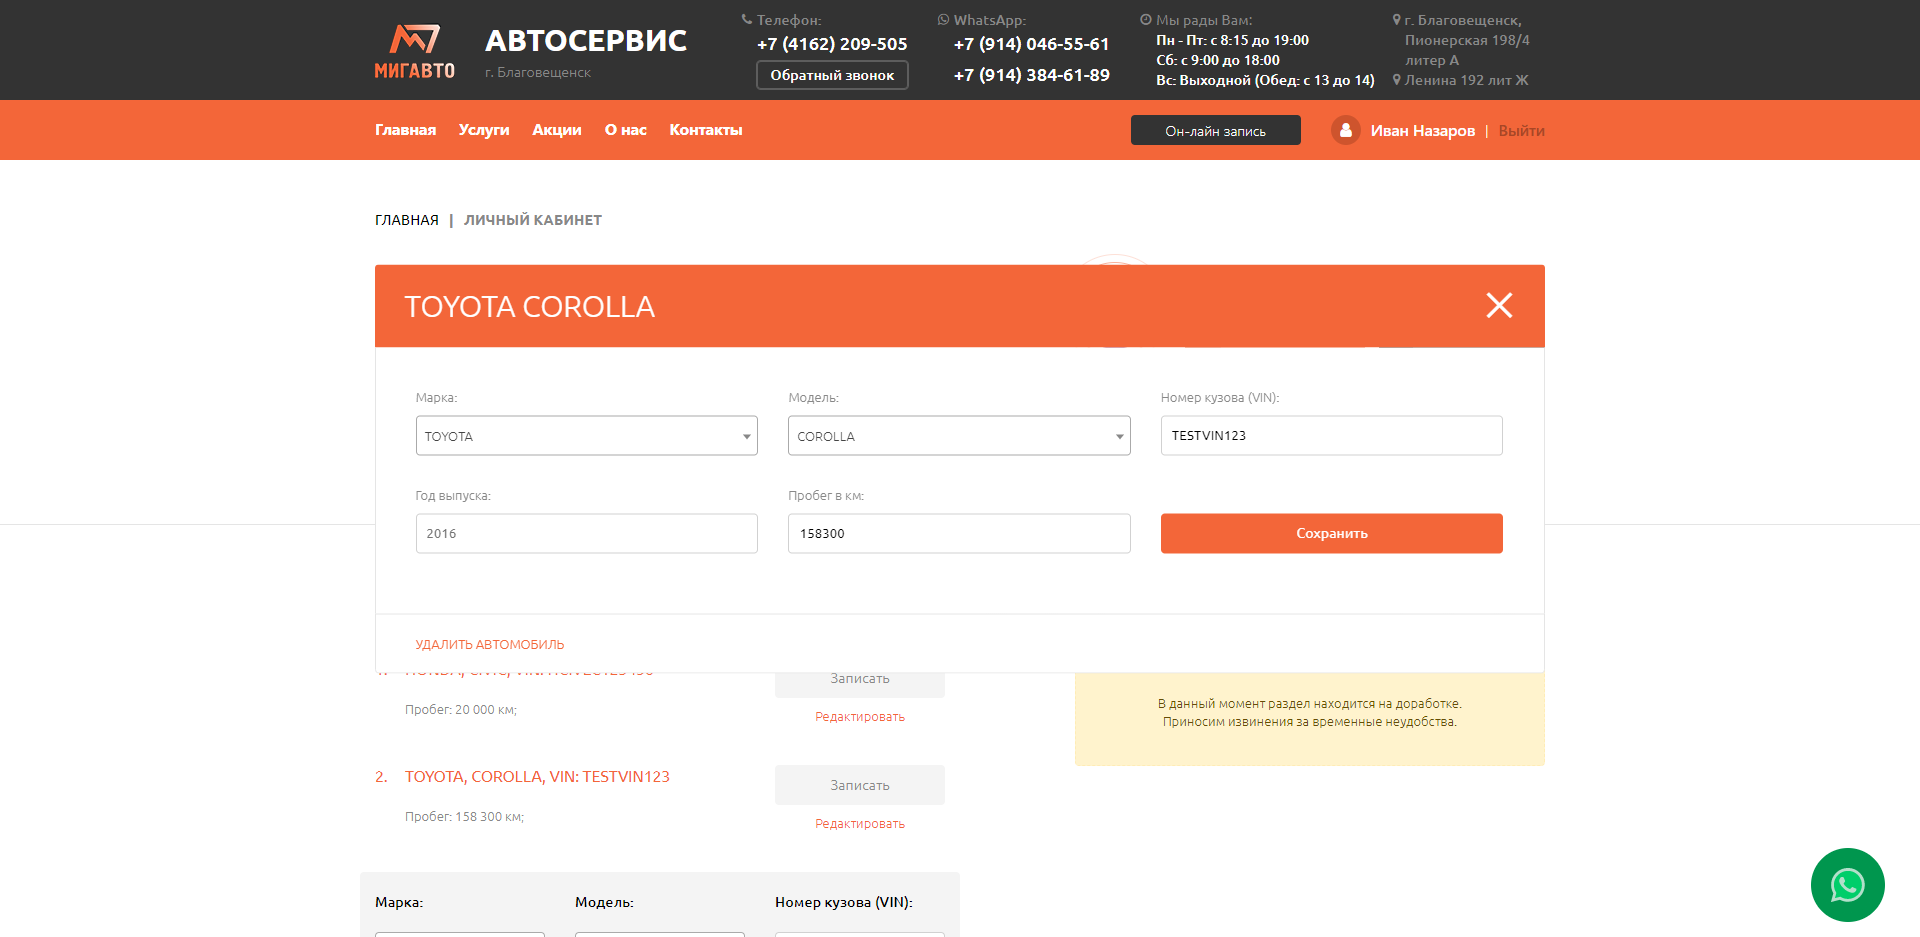 МИГАВТО
АВТОСЕРВИС
г. Благовещенск
Телефон:
+7 (4162) 209-505
Обратный звонок
WhatsApp:
+7 (914) 046-55-61
+7 (914) 384-61-89
Мы рады Вам:
Пн - Пт: с 8:15 до 19:00
Сб: с 9:00 до 18:00
Вс: Выходной (Обед: с 13 до 14)
г. Благовещенск,
Пионерская 198/4
литер А
Ленина 192 лит Ж
Главная Услуги Акции О нас Контакты
Он-лайн запись
Иван Назаров | Выйти
ГЛАВНАЯ | ЛИЧНЫЙ КАБИНЕТ
TOYOTA COROLLA
Марка:
TOYOTA
Модель:
COROLLA
Номер кузова (VIN):
TESTVIN123
Год выпуска:
2016
Пробег в км:
158300
Сохранить
УДАЛИТЬ АВТОМОБИЛЬ
Записать
Пробег: 20 000 км;
Редактировать
В данный момент раздел находится на доработке.
Приносим извинения за временные неудобства.
2. TOYOTA, COROLLA, VIN: TESTVIN123
Записать
Пробег: 158 300 км;
Редактировать
Марка:
Модель:
Номер кузова (VIN):